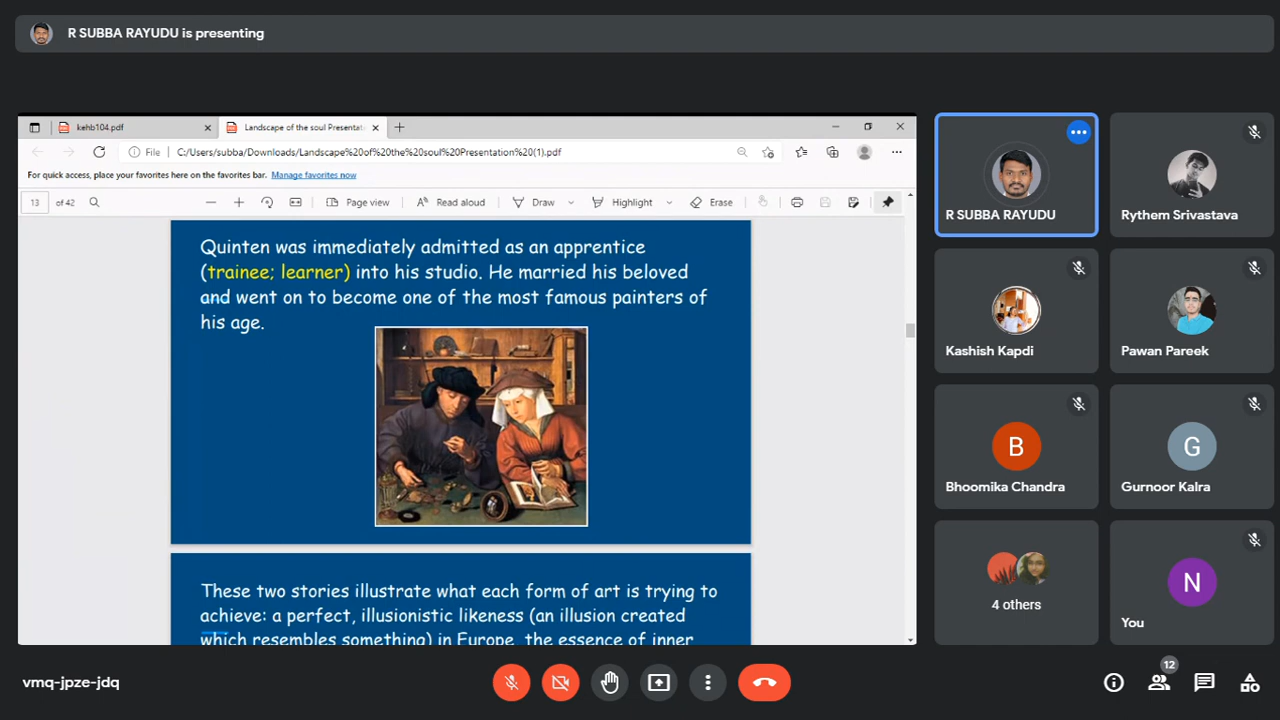 R SUBBA RAYUDU is presenting
kehb104.pdf
Landscape of the soul Presentat
File
C:/Users/subba/Downloads/Landscape%20of%20the%20soul%20Presentation%20(1).pdf
For quick access, place your favorites here on the favorites bar. Manage favorites now
13 of 42
Page view
Read aloud
Draw
Highlight
Erase
Quinten was immediately admitted as an apprentice
(trainee; learner) into his studio. He married his beloved
and went on to become one of the most famous painters of
his age.
These two stories illustrate what each form of art is trying to
achieve: a perfect, illusionistic likeness (an illusion created
which resembles something) in Europe, the essence of inner
R SUBBA RAYUDU
Rythem Srivastava
Kashish Kapdi
Pawan Pareek
B
Bhoomika Chandra
G
Gurnoor Kalra
4 others
N
You
vmq-jpze-jdq
12